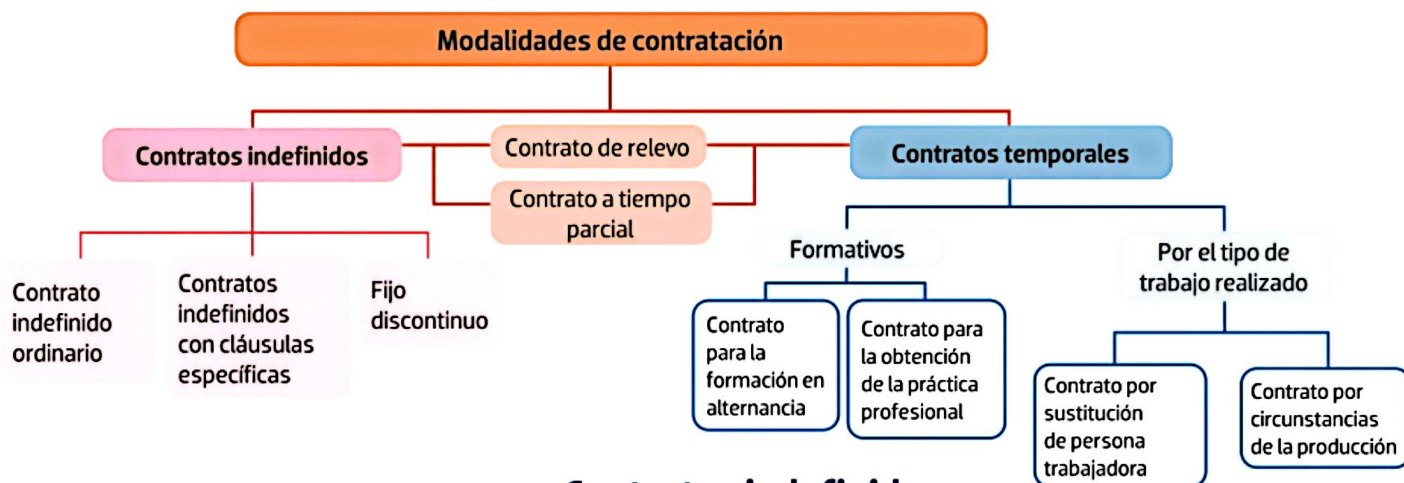 Modalidades de contratación
Contratos indefinidos
Contrato de relevo
Contratos temporales
Contrato a tiempo
parcial
Contrato
indefinido
ordinario
Contratos
indefinidos
con cláusulas
específicas
Fijo
discontinuo
Formativos
Por el tipo de
trabajo realizado
Contrato
para la
formación en
alternancia
Contrato para
la obtención
de la práctica
profesional
Contrato por
sustitución
de persona
trabajadora
Contrato por
circunstancias
de la producción